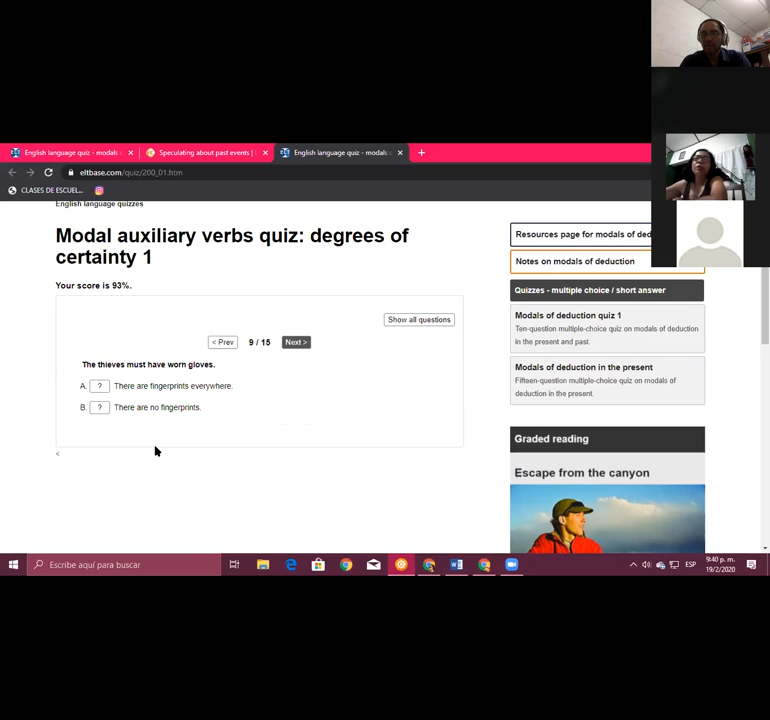 English language quiz - modals
Speculating about past events |
English language quiz - modals
eltbase.com/quiz/200_01.htm
CLASES DE ESCUEL...
English language quizzes
Modal auxiliary verbs quiz: degrees of
certainty 1
Your score is 93%.
Show all questions
< Prev 9 / 15 Next >
The thieves must have worn gloves.
A. ? There are fingerprints everywhere.
B. ? There are no fingerprints.
<
Resources page for modals of ded
Notes on modals of deduction
Quizzes - multiple choice / short answer
Modals of deduction quiz 1
Ten-question multiple-choice quiz on modals of deduction
in the present and past.
Modals of deduction in the present
Fifteen-question multiple-choice quiz on modals of
deduction in the present.
Graded reading
Escape from the canyon
Escribe aquí para buscar
ESP
9:40 p. m.
19/2/2020